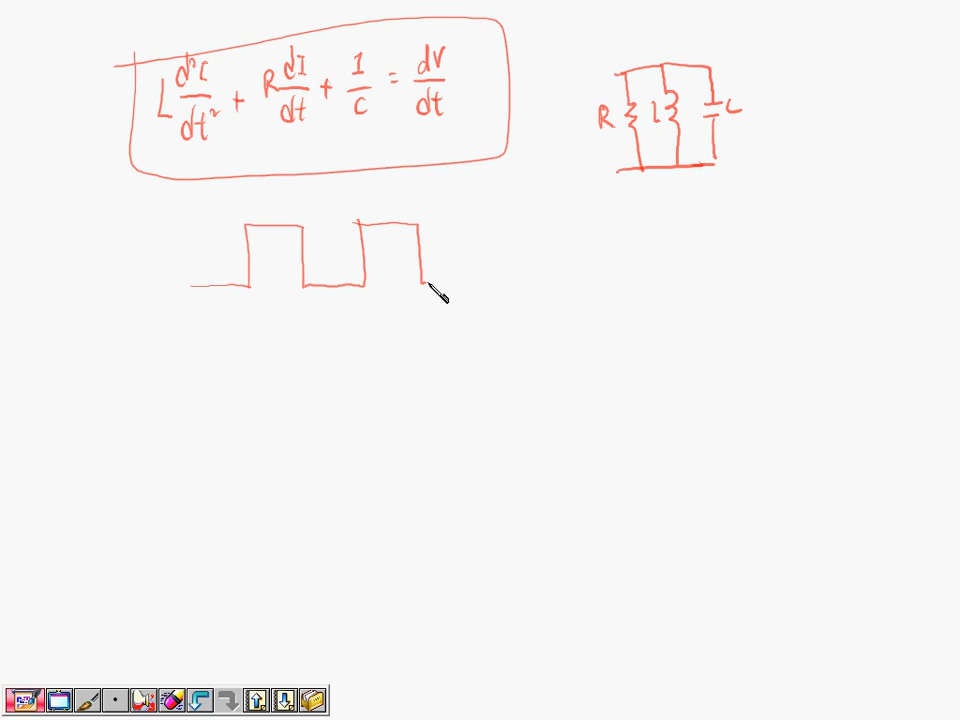 L d²I/dt² + R dI/dt + 1/C = dV/dt
R L C